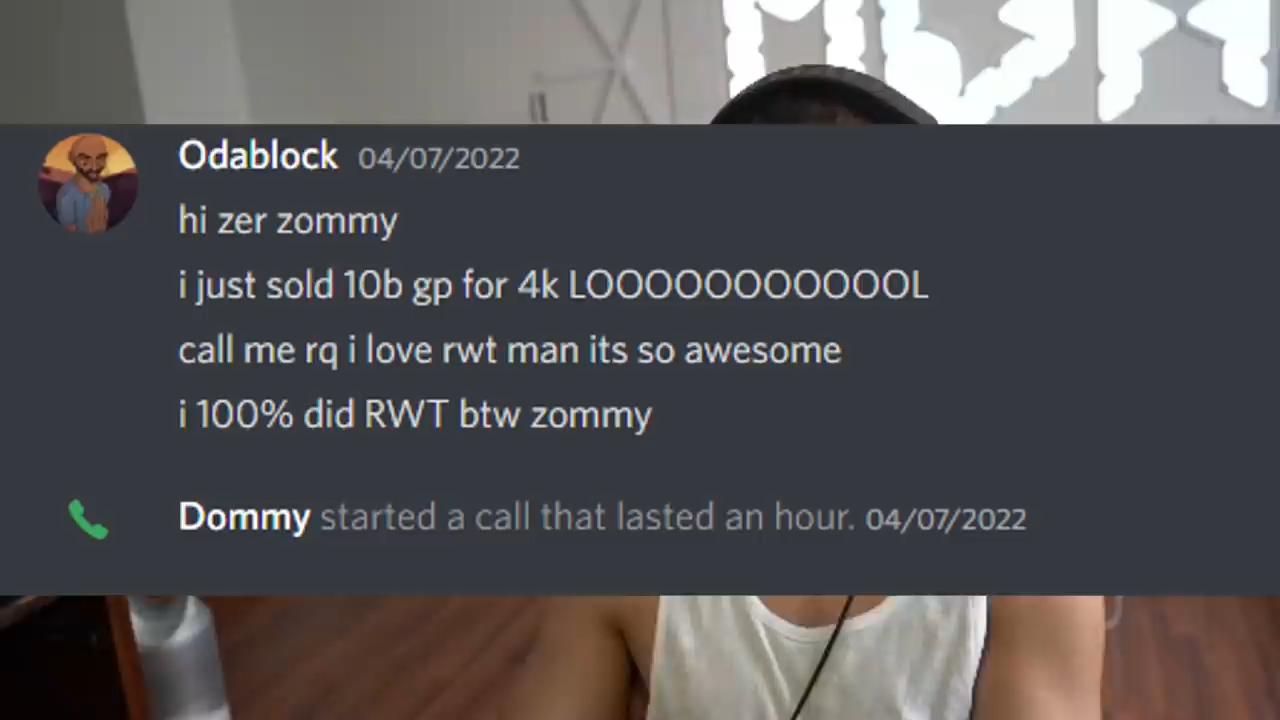 Odablock 04/07/2022
hi zer zommy
i just sold 10b gp for 4k LOOOOOOOOOOOL
call me rq i love rwt man its so awesome
i 100% did RWT btw zommy
Dommy started a call that lasted an hour. 04/07/2022